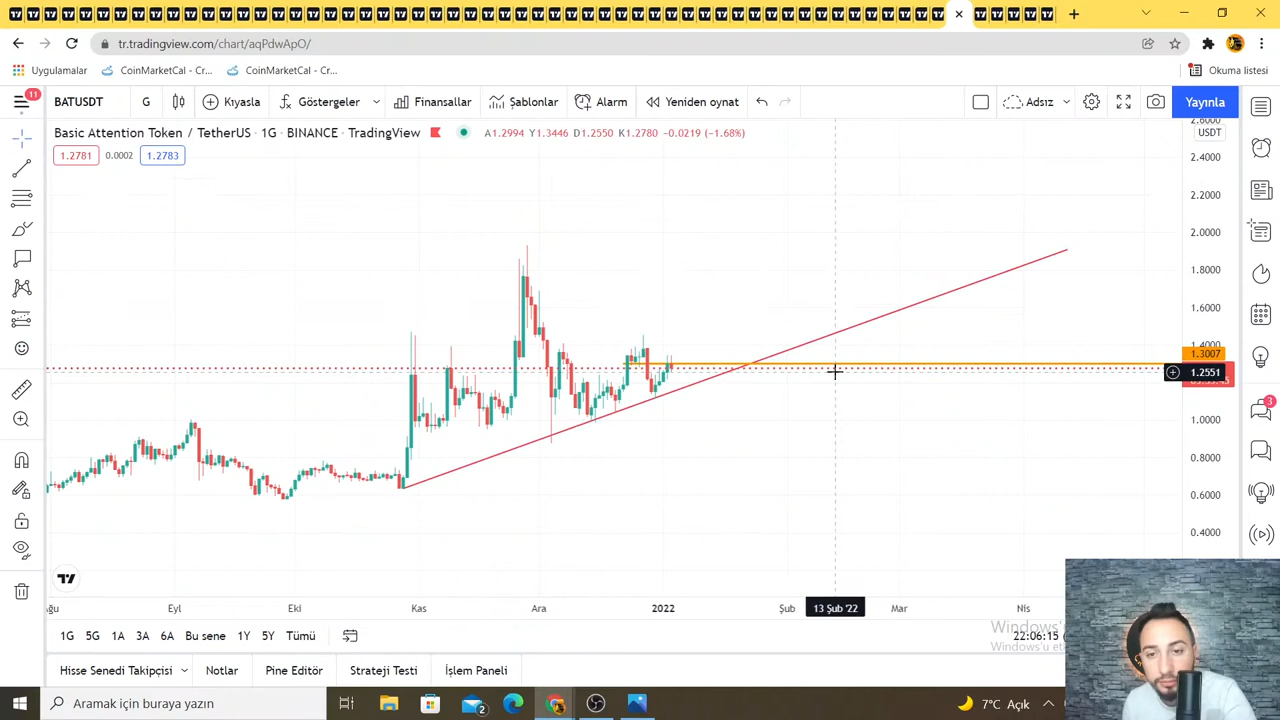 tr.tradingview.com/chart/aqPdwApO/
Uygulamalar
CoinMarketCal - Cr...
CoinMarketCal - Cr...
Okuma listesi
11
BATUSDT
G
Kıyasla
Göstergeler
Finansallar
Şablonlar
Alarm
Yeniden oynat
Adsız
Yayınla
Basic Attention Token / TetherUS · 1G · BINANCE · TradingView
A1.2994 Y1.3446 D1.2550 K1.2780 −0.0219 (−1.68%)
1.2781
0.0002
1.2783
USDT
2.4000
2.2000
2.0000
1.8000
1.6000
1.4000
1.3007
1.2551
1.0000
0.8000
0.6000
0.4000
3
Eyl
Eki
Kas
Ara
2022
Şub
13 Şub '22
Mar
Nis
1G
5G
1A
3A
6A
Bu sene
1Y
5Y
Tümü
22:06:15
Hisse Senedi Takipçisi
Notlar
Pine Editör
Strateji Testi
İşlem Paneli
Aramak için buraya yazın
2
7°C Açık